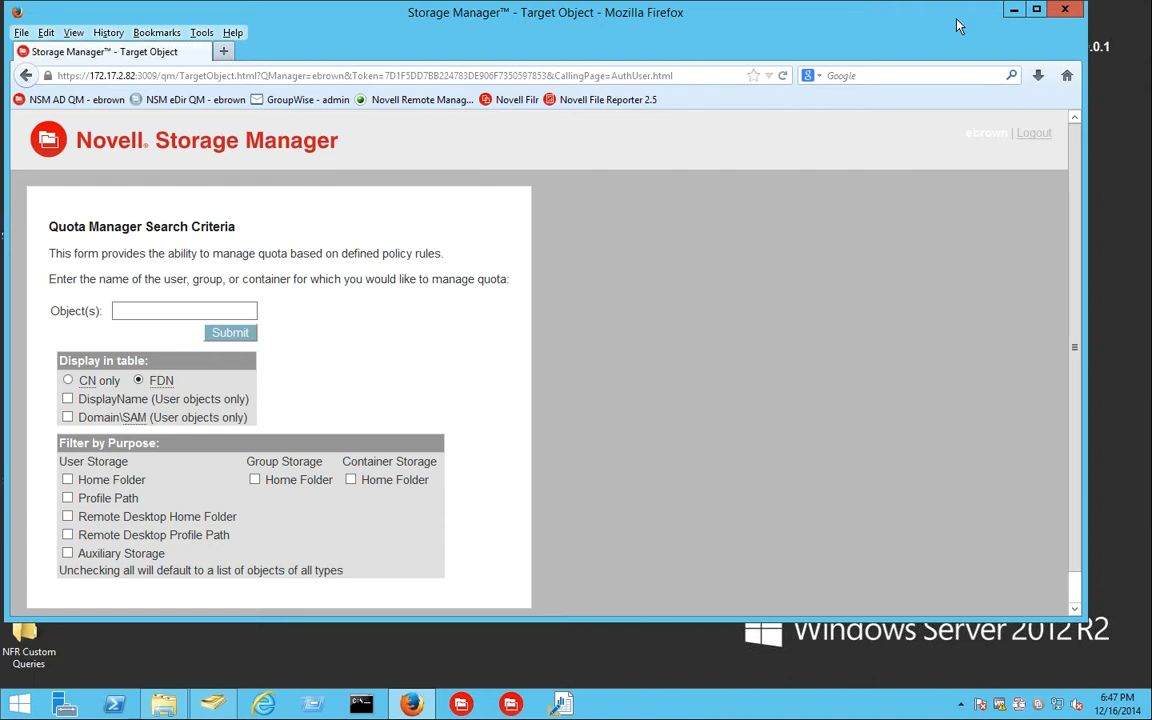 Storage Manager™ - Target Object - Mozilla Firefox
File Edit View History Bookmarks Tools Help
Storage Manager™ - Target Object
https://172.17.2.82:3009/qm/TargetObject.html?QManager=ebrown&Token=7D1F5DD7BB224783DE906F7350597853&CallingPage=AuthUser.html
Google
NSM AD QM - ebrown NSM eDir QM - ebrown GroupWise - admin Novell Remote Manag... Novell Filr Novell File Reporter 2.5
.0.1
Novell® Storage Manager
ebrown | Logout
Quota Manager Search Criteria
This form provides the ability to manage quota based on defined policy rules.
Enter the name of the user, group, or container for which you would like to manage quota:
Object(s):
Submit
Display in table:
CN only FDN
DisplayName (User objects only)
Domain\SAM (User objects only)
Filter by Purpose:
User Storage Group Storage Container Storage
Home Folder Home Folder Home Folder
Profile Path
Remote Desktop Home Folder
Remote Desktop Profile Path
Auxiliary Storage
Unchecking all will default to a list of objects of all types
Windows Server 2012 R2
NFR Custom
Queries
6:47 PM
12/16/2014